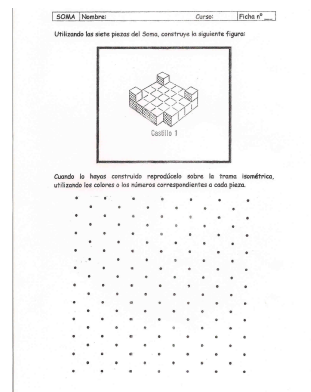 SOMA Nombre: Curso: Ficha nº __
Utilizando las siete piezas del Soma, construye la siguiente figura:
Castillo 1
Cuando lo hayas construido reprodúcelo sobre la trama isométrica,
utilizando los colores o los números correspondientes a cada pieza.